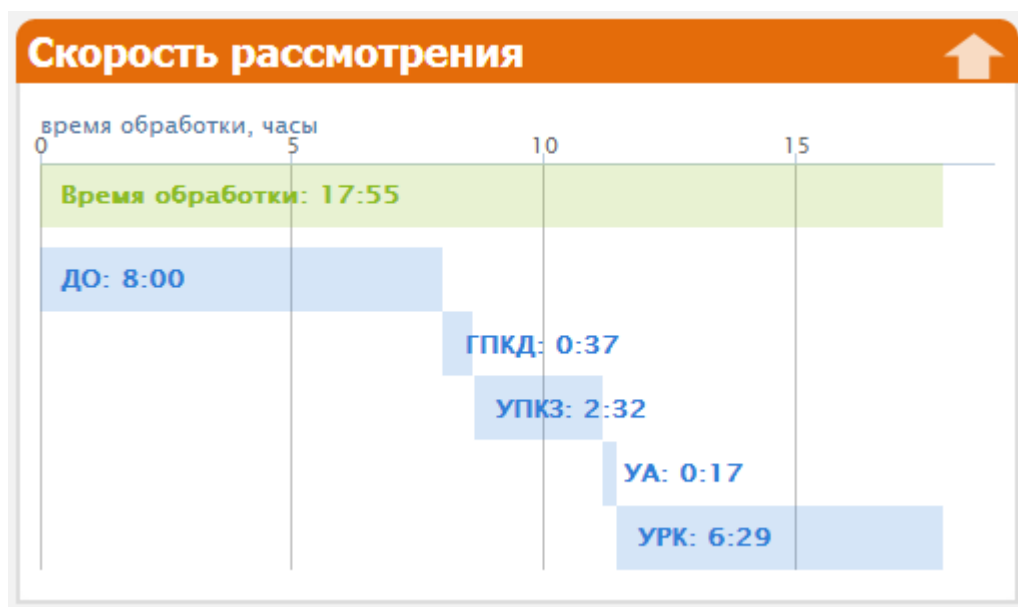 Скорость рассмотрения
время обработки, часы
0 5 10 15
Время обработки: 17:55
ДО: 8:00
ГПКД: 0:37
УПКЗ: 2:32
УА: 0:17
УРК: 6:29